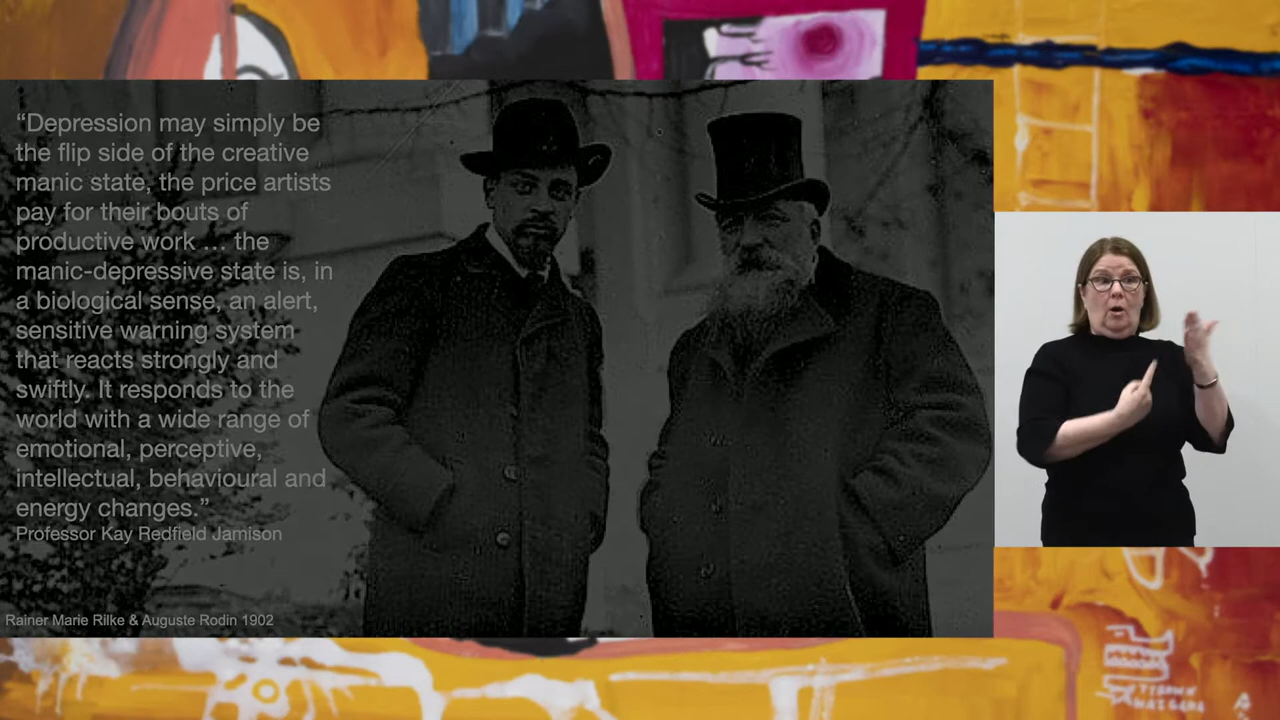 “Depression may simply be
the flip side of the creative
manic state, the price artists
pay for their bouts of
productive work … the
manic-depressive state is, in
a biological sense, an alert,
sensitive warning system
that reacts strongly and
swiftly. It responds to the
world with a wide range of
emotional, perceptive,
intellectual, behavioural and
energy changes.”
Professor Kay Redfield Jamison
Rainer Marie Rilke & Auguste Rodin 1902